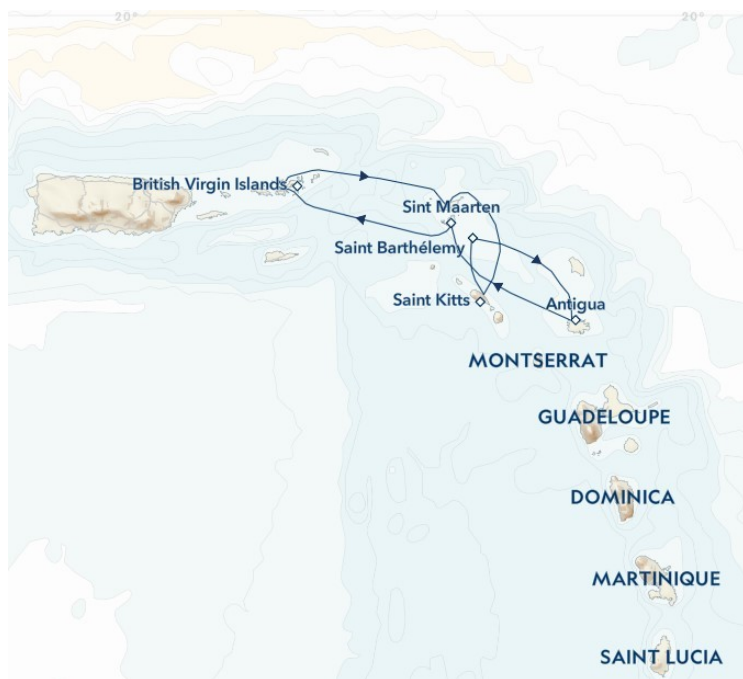 20°
20°
British Virgin Islands
Sint Maarten
Saint Barthélemy
Saint Kitts
Antigua
MONTSERRAT
GUADELOUPE
DOMINICA
MARTINIQUE
SAINT LUCIA